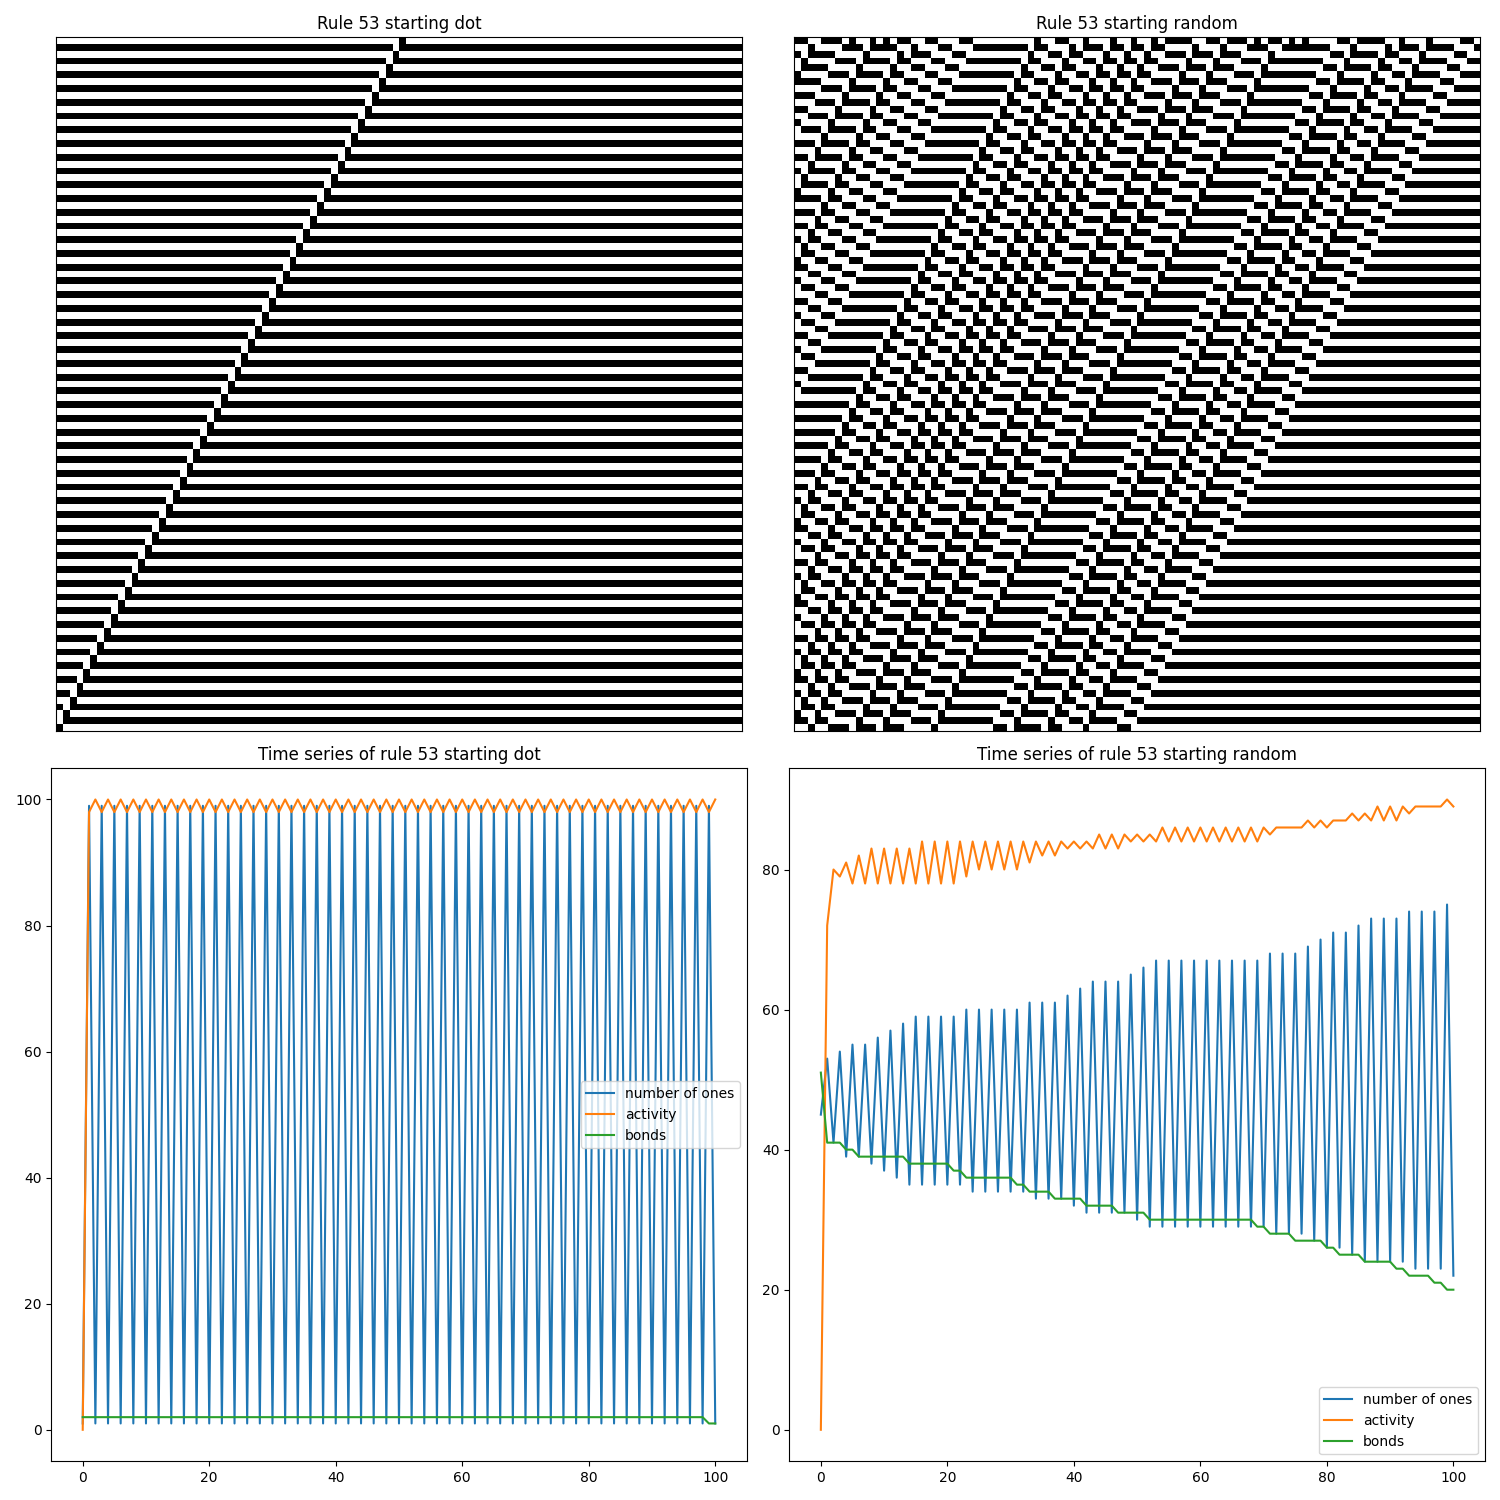 Rule 53 starting dot
Rule 53 starting random
Time series of rule 53 starting dot
100
80
60
40
20
0
0 20 40 60 80 100
number of ones
activity
bonds
Time series of rule 53 starting random
80
60
40
20
0
0 20 40 60 80 100
number of ones
activity
bonds